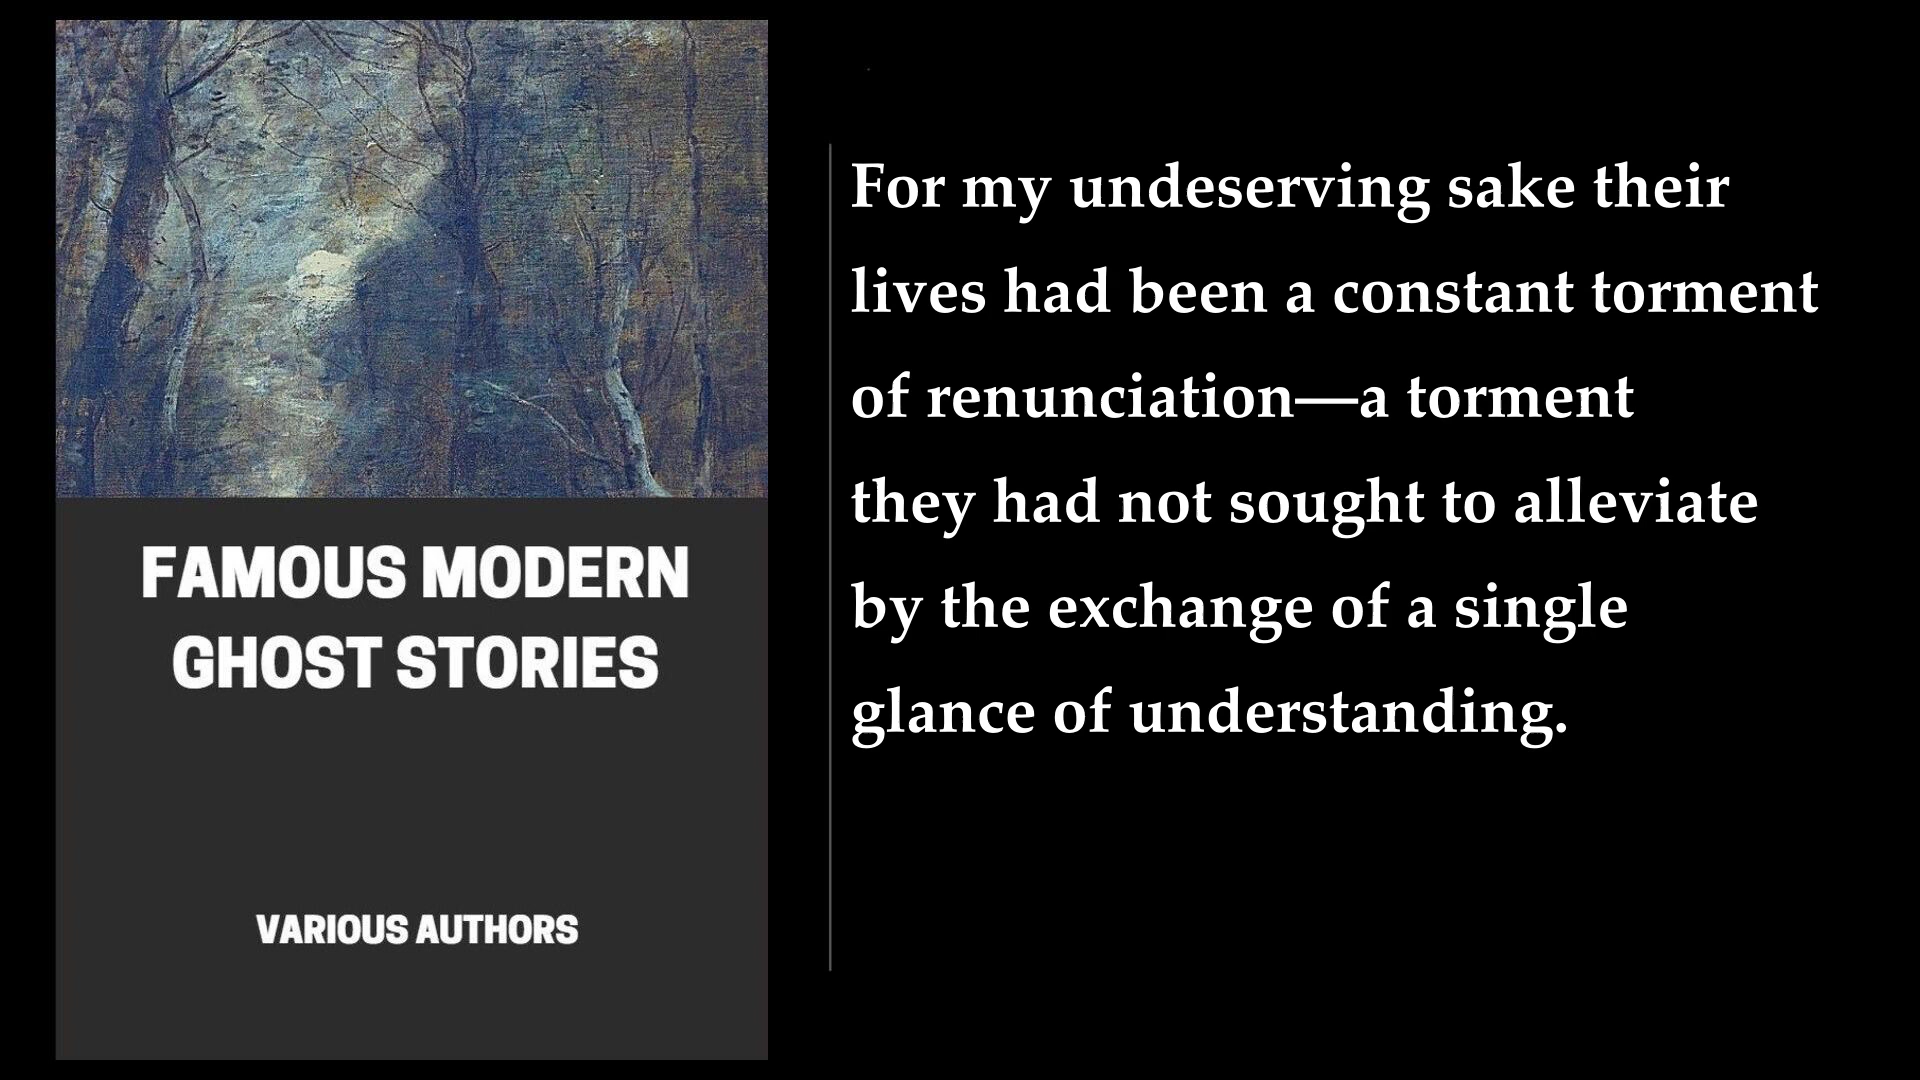 FAMOUS MODERN
GHOST STORIES
VARIOUS AUTHORS
For my undeserving sake their
lives had been a constant torment
of renunciation—a torment
they had not sought to alleviate
by the exchange of a single
glance of understanding.